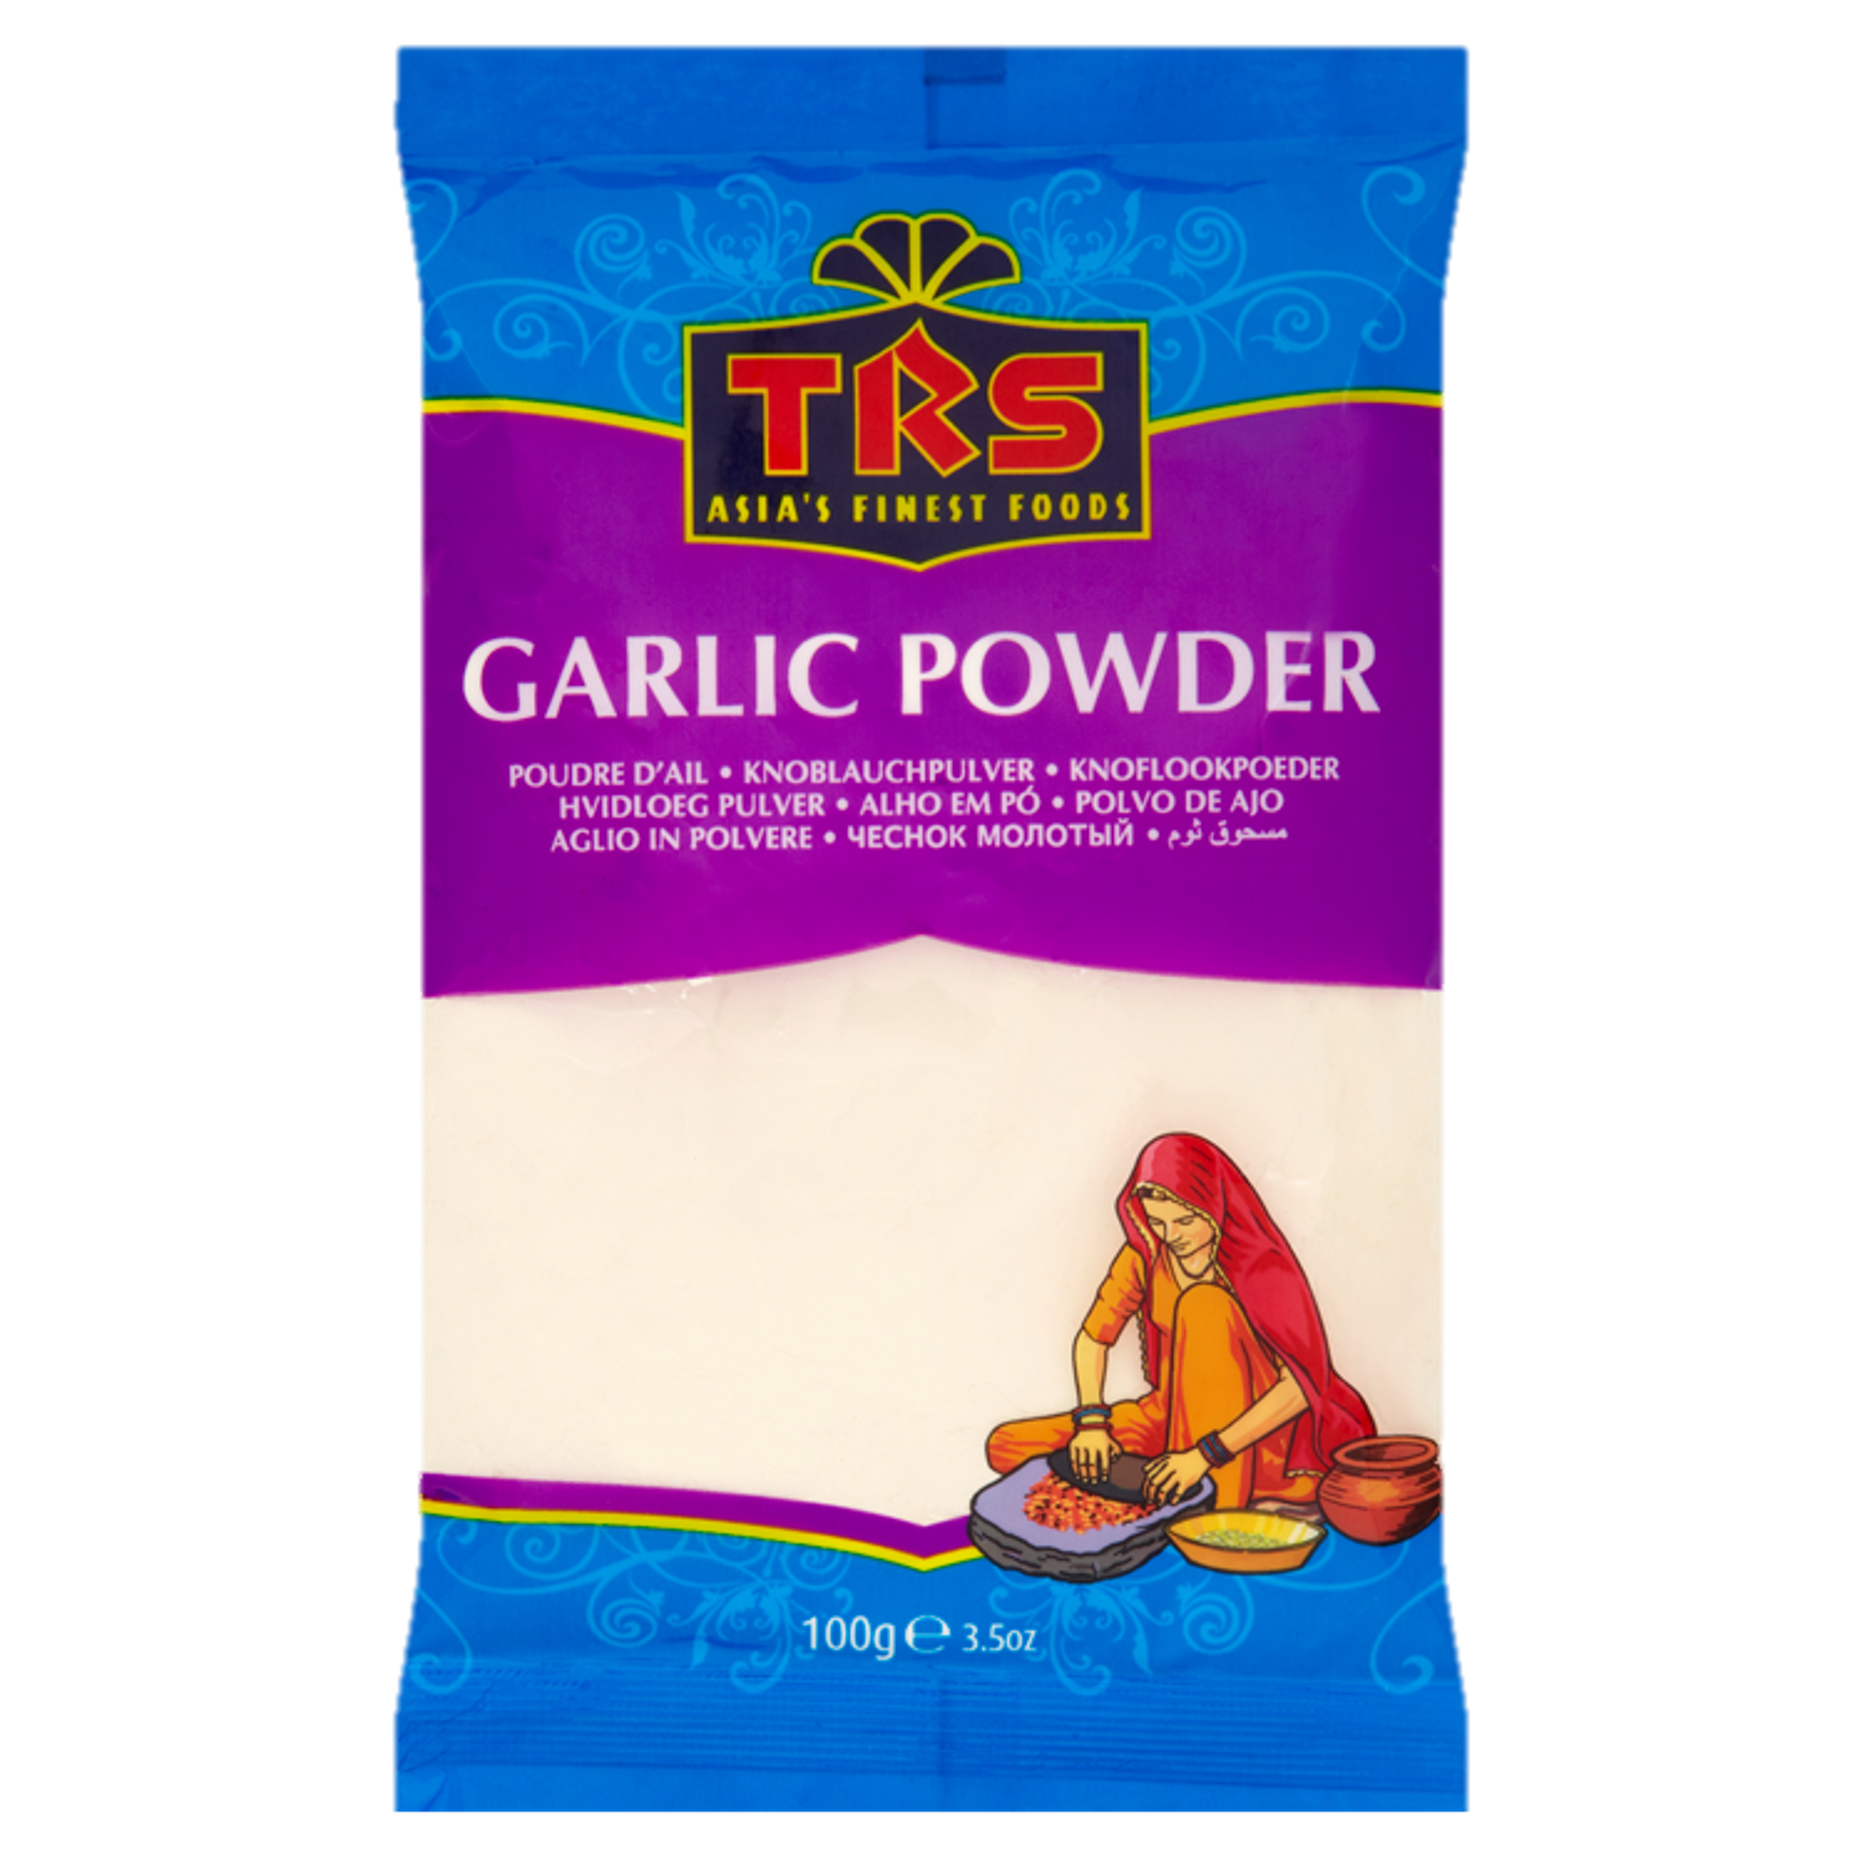 TRS
ASIA'S FINEST FOODS
GARLIC POWDER
POUDRE D'AIL • KNOBLAUCHPULVER • KNOFLOOKPOEDER
HVIDLOEG PULVER • ALHO EM PÓ • POLVO DE AJO
AGLIO IN POLVERE • ЧЕСНОК МОЛОТЫЙ • مسحوق ثوم
100g e 3.5oz